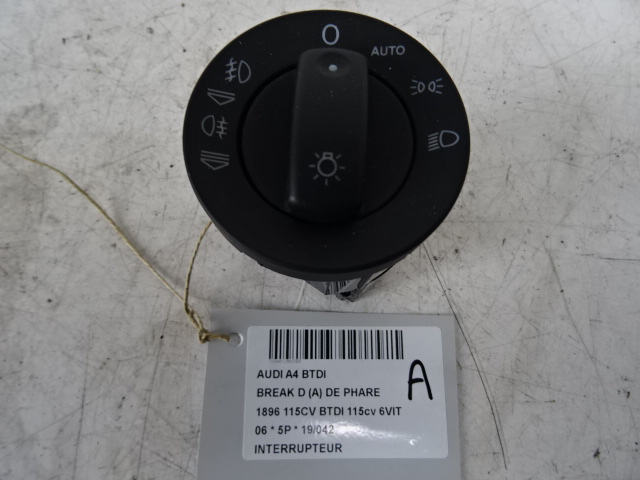 0
AUTO
AUDI A4 BTDI
BREAK D (A) DE PHARE
1896 115CV BTDI 115cv 6VIT
06 * 5P * 19/042
INTERRUPTEUR
A